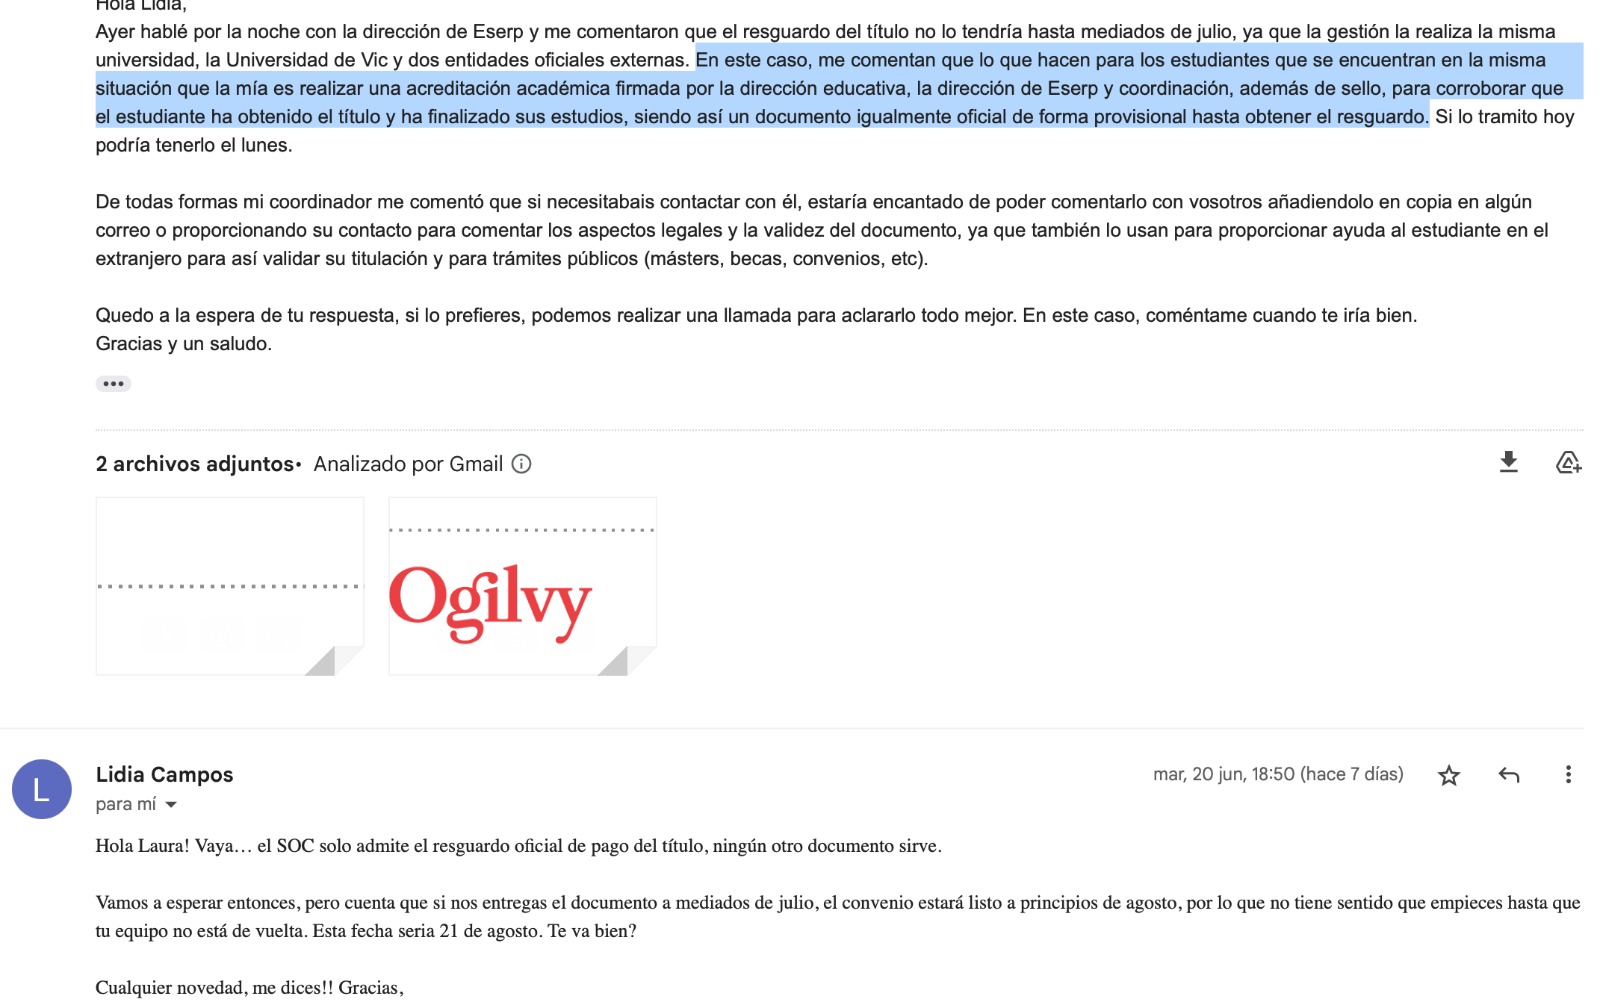 Hola Lidia,
Ayer hablé por la noche con la dirección de Eserp y me comentaron que el resguardo del título no lo tendría hasta mediados de julio, ya que la gestión la realiza la misma
universidad, la Universidad de Vic y dos entidades oficiales externas. En este caso, me comentan que lo que hacen para los estudiantes que se encuentran en la misma
situación que la mía es realizar una acreditación académica firmada por la dirección educativa, la dirección de Eserp y coordinación, además de sello, para corroborar que
el estudiante ha obtenido el título y ha finalizado sus estudios, siendo así un documento igualmente oficial de forma provisional hasta obtener el resguardo. Si lo tramito hoy
podría tenerlo el lunes.
De todas formas mi coordinador me comentó que si necesitabais contactar con él, estaría encantado de poder comentarlo con vosotros añadiendolo en copia en algún
correo o proporcionando su contacto para comentar los aspectos legales y la validez del documento, ya que también lo usan para proporcionar ayuda al estudiante en el
extranjero para así validar su titulación y para trámites públicos (másters, becas, convenios, etc).
Quedo a la espera de tu respuesta, si lo prefieres, podemos realizar una llamada para aclararlo todo mejor. En este caso, coméntame cuando te iría bien.
Gracias y un saludo.
2 archivos adjuntos• Analizado por Gmail
Ogilvy
L
Lidia Campos
mar, 20 jun, 18:50 (hace 7 días)
para mí
Hola Laura! Vaya… el SOC solo admite el resguardo oficial de pago del título, ningún otro documento sirve.
Vamos a esperar entonces, pero cuenta que si nos entregas el documento a mediados de julio, el convenio estará listo a principios de agosto, por lo que no tiene sentido que empieces hasta que
tu equipo no está de vuelta. Esta fecha seria 21 de agosto. Te va bien?
Cualquier novedad, me dices!! Gracias,